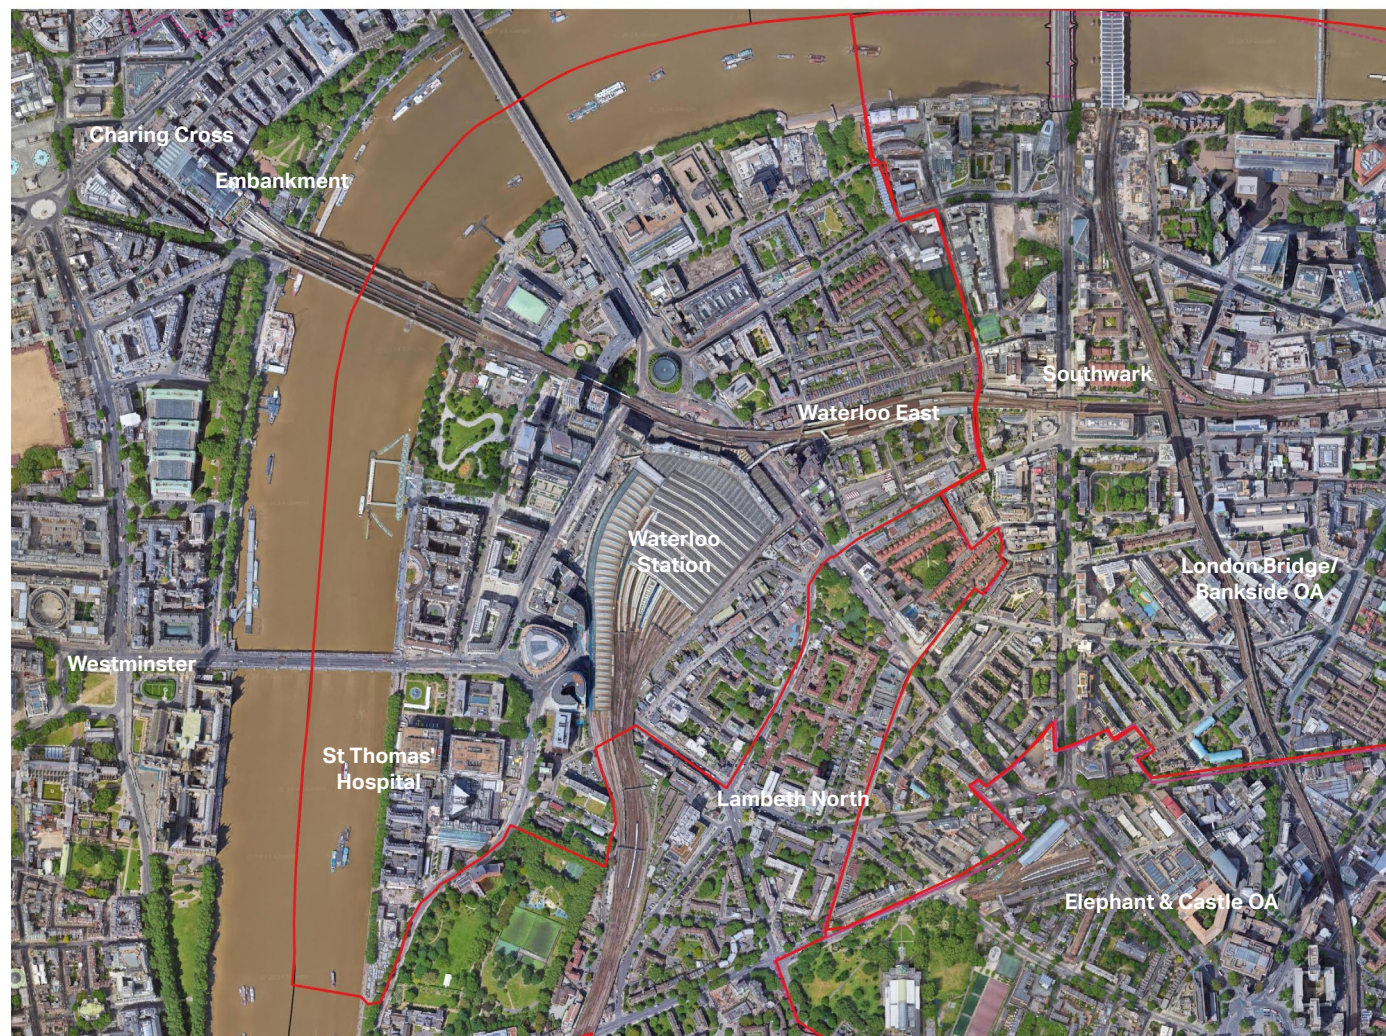 Charing Cross
Embankment
Southwark
Waterloo East
Waterloo
Station
London Bridge/
Bankside OA
Westminster
St Thomas'
Hospital
Lambeth North
Elephant & Castle OA